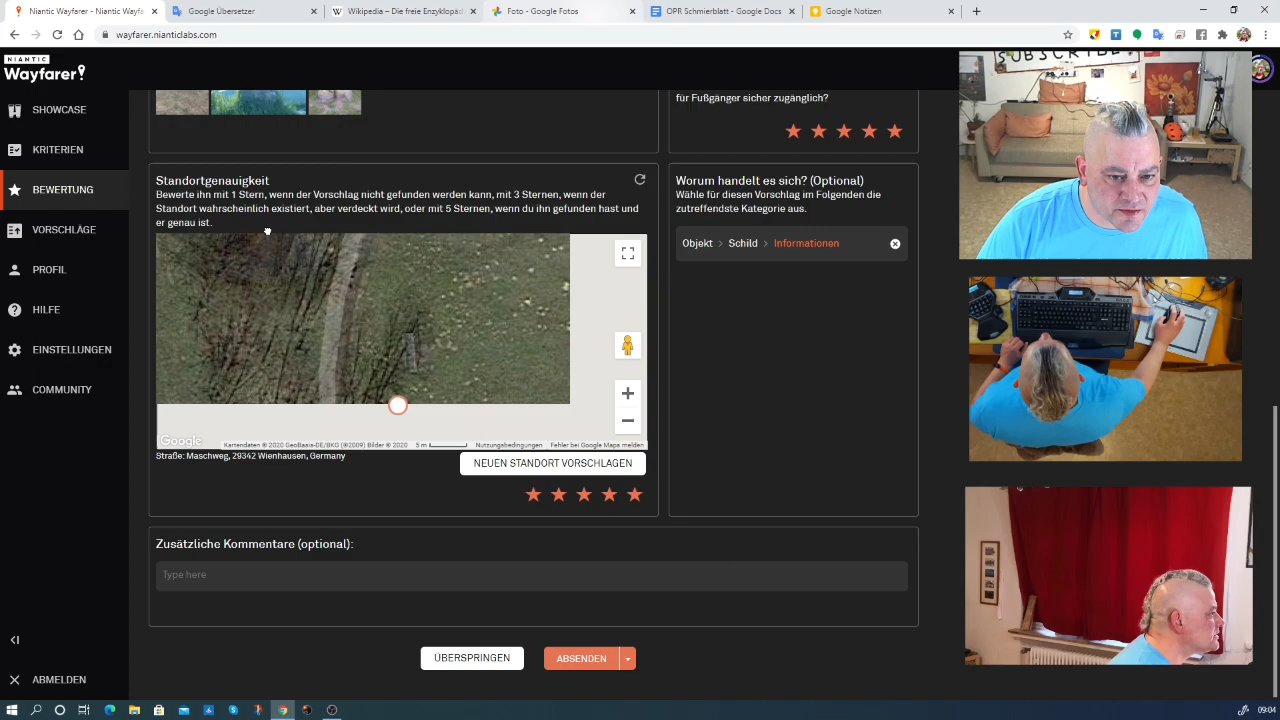 Niantic Wayfarer: Bewertung - Wayfa
Google Übersetzer
Wikipedia – Die freie Enzyklopäd
Foto - Google Fotos
OPR Schmierblatt - Google Docs
Google Notizen
wayfarer.nianticlabs.com
NIANTIC
Wayfarer
SUBSCRIBE
SHOWCASE
KRITERIEN
BEWERTUNG
VORSCHLÄGE
PROFIL
HILFE
EINSTELLUNGEN
COMMUNITY
ABMELDEN
für Fußgänger sicher zugänglich?
Standortgenauigkeit
Bewerte ihn mit 1 Stern, wenn der Vorschlag nicht gefunden werden kann, mit 3 Sternen, wenn der
Standort wahrscheinlich existiert, aber verdeckt wird, oder mit 5 Sternen, wenn du ihn gefunden hast und
er genau ist.
Google
Kartendaten © 2020 GeoBasis-DE/BKG (©2009) Bilder © 2020
5 m
Nutzungsbedingungen
Fehler bei Google Maps melden
Straße: Maschweg, 29342 Wienhausen, Germany
NEUEN STANDORT VORSCHLAGEN
Worum handelt es sich? (Optional)
Wähle für diesen Vorschlag im Folgenden die
zutreffendste Kategorie aus.
Objekt > Schild > Informationen
Zusätzliche Kommentare (optional):
Type here
ÜBERSPRINGEN
ABSENDEN
09:04